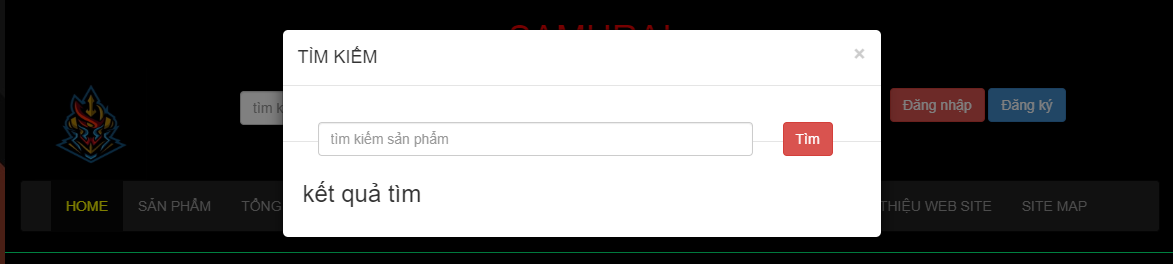 SAMURAI
TÌM KIẾM
×
tìm k
Đăng nhập
Đăng ký
tìm kiếm sản phẩm
Tìm
kết quả tìm
HOME
SẢN PHẨM
TỔNG
THIỆU WEB SITE
SITE MAP